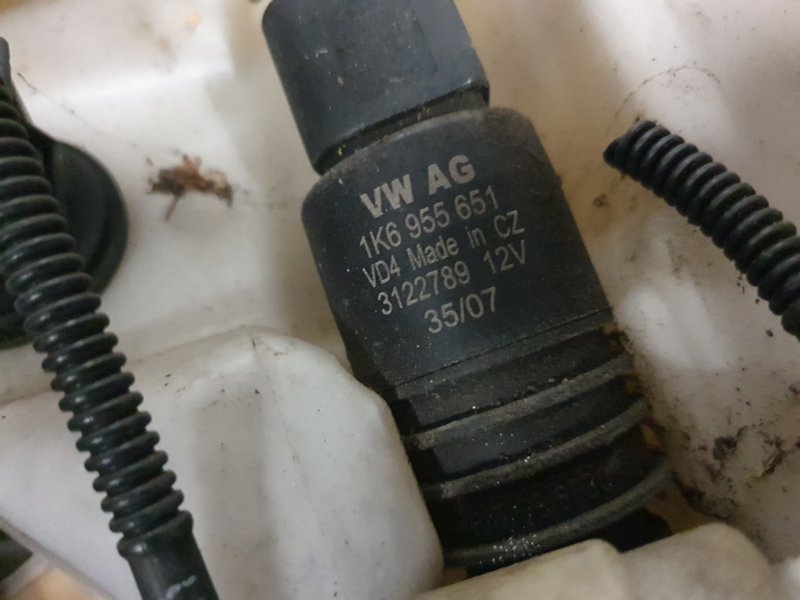 VW AG
1K6 955 651
VD4 Made in CZ
3122789 12V
35/07